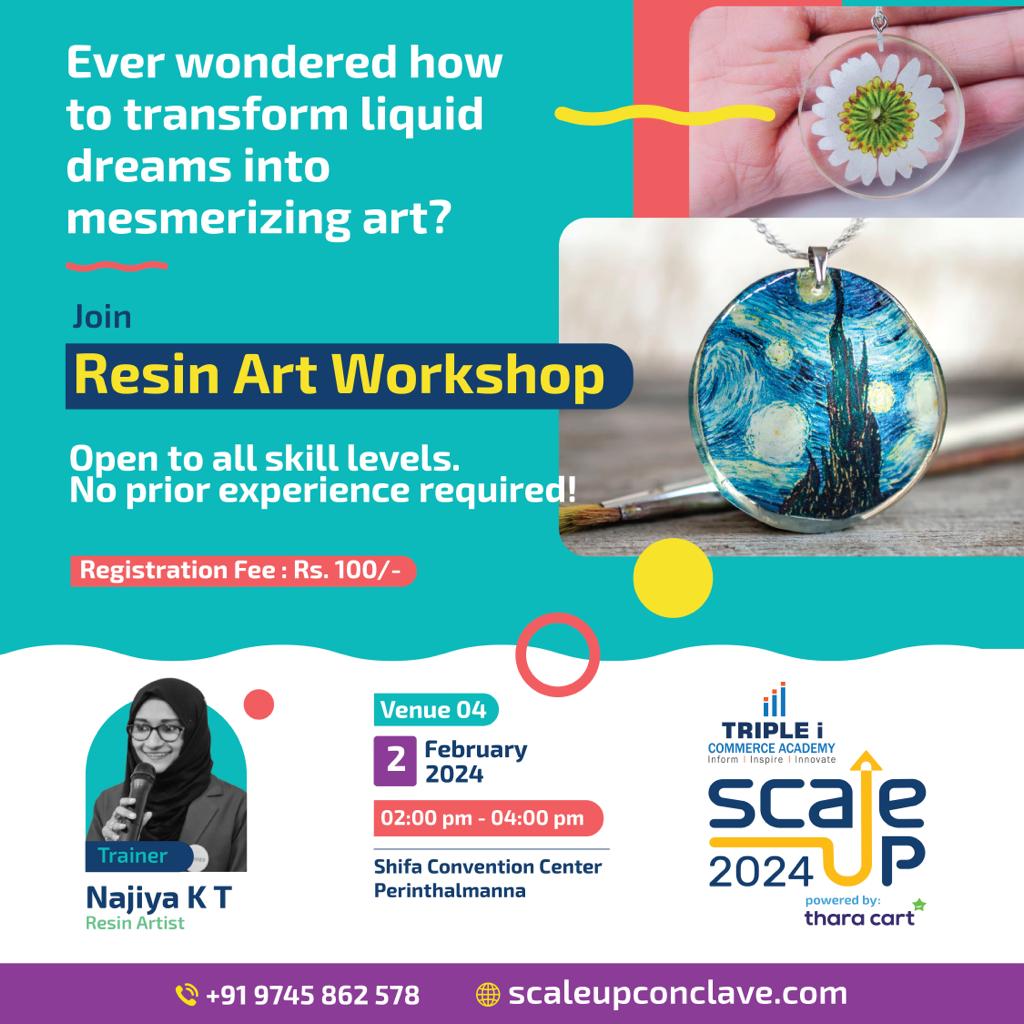 Ever wondered how
to transform liquid
dreams into
mesmerizing art?
Join
Resin Art Workshop
Open to all skill levels.
No prior experience required!
Registration Fee : Rs. 100/-
Trainer
Najiya K T
Resin Artist
Venue 04
2 February
2024
02:00 pm - 04:00 pm
Shifa Convention Center
Perinthalmanna
TRIPLE i
COMMERCE ACADEMY
Inform | Inspire | Innovate
scale
UP
2024
powered by:
thara cart
+91 9745 862 578
scaleupconclave.com